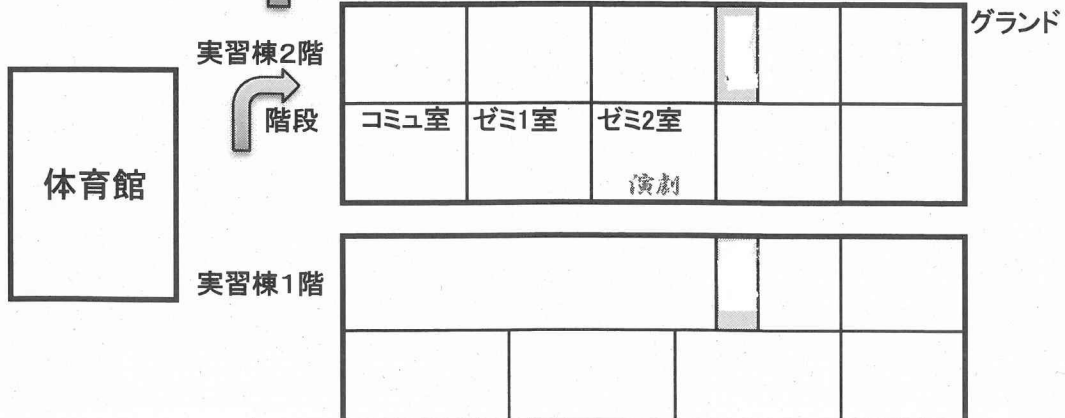 グランド
実習棟2階
階段
コミュ室
ゼミ1室
ゼミ2室
演劇
体育館
実習棟1階